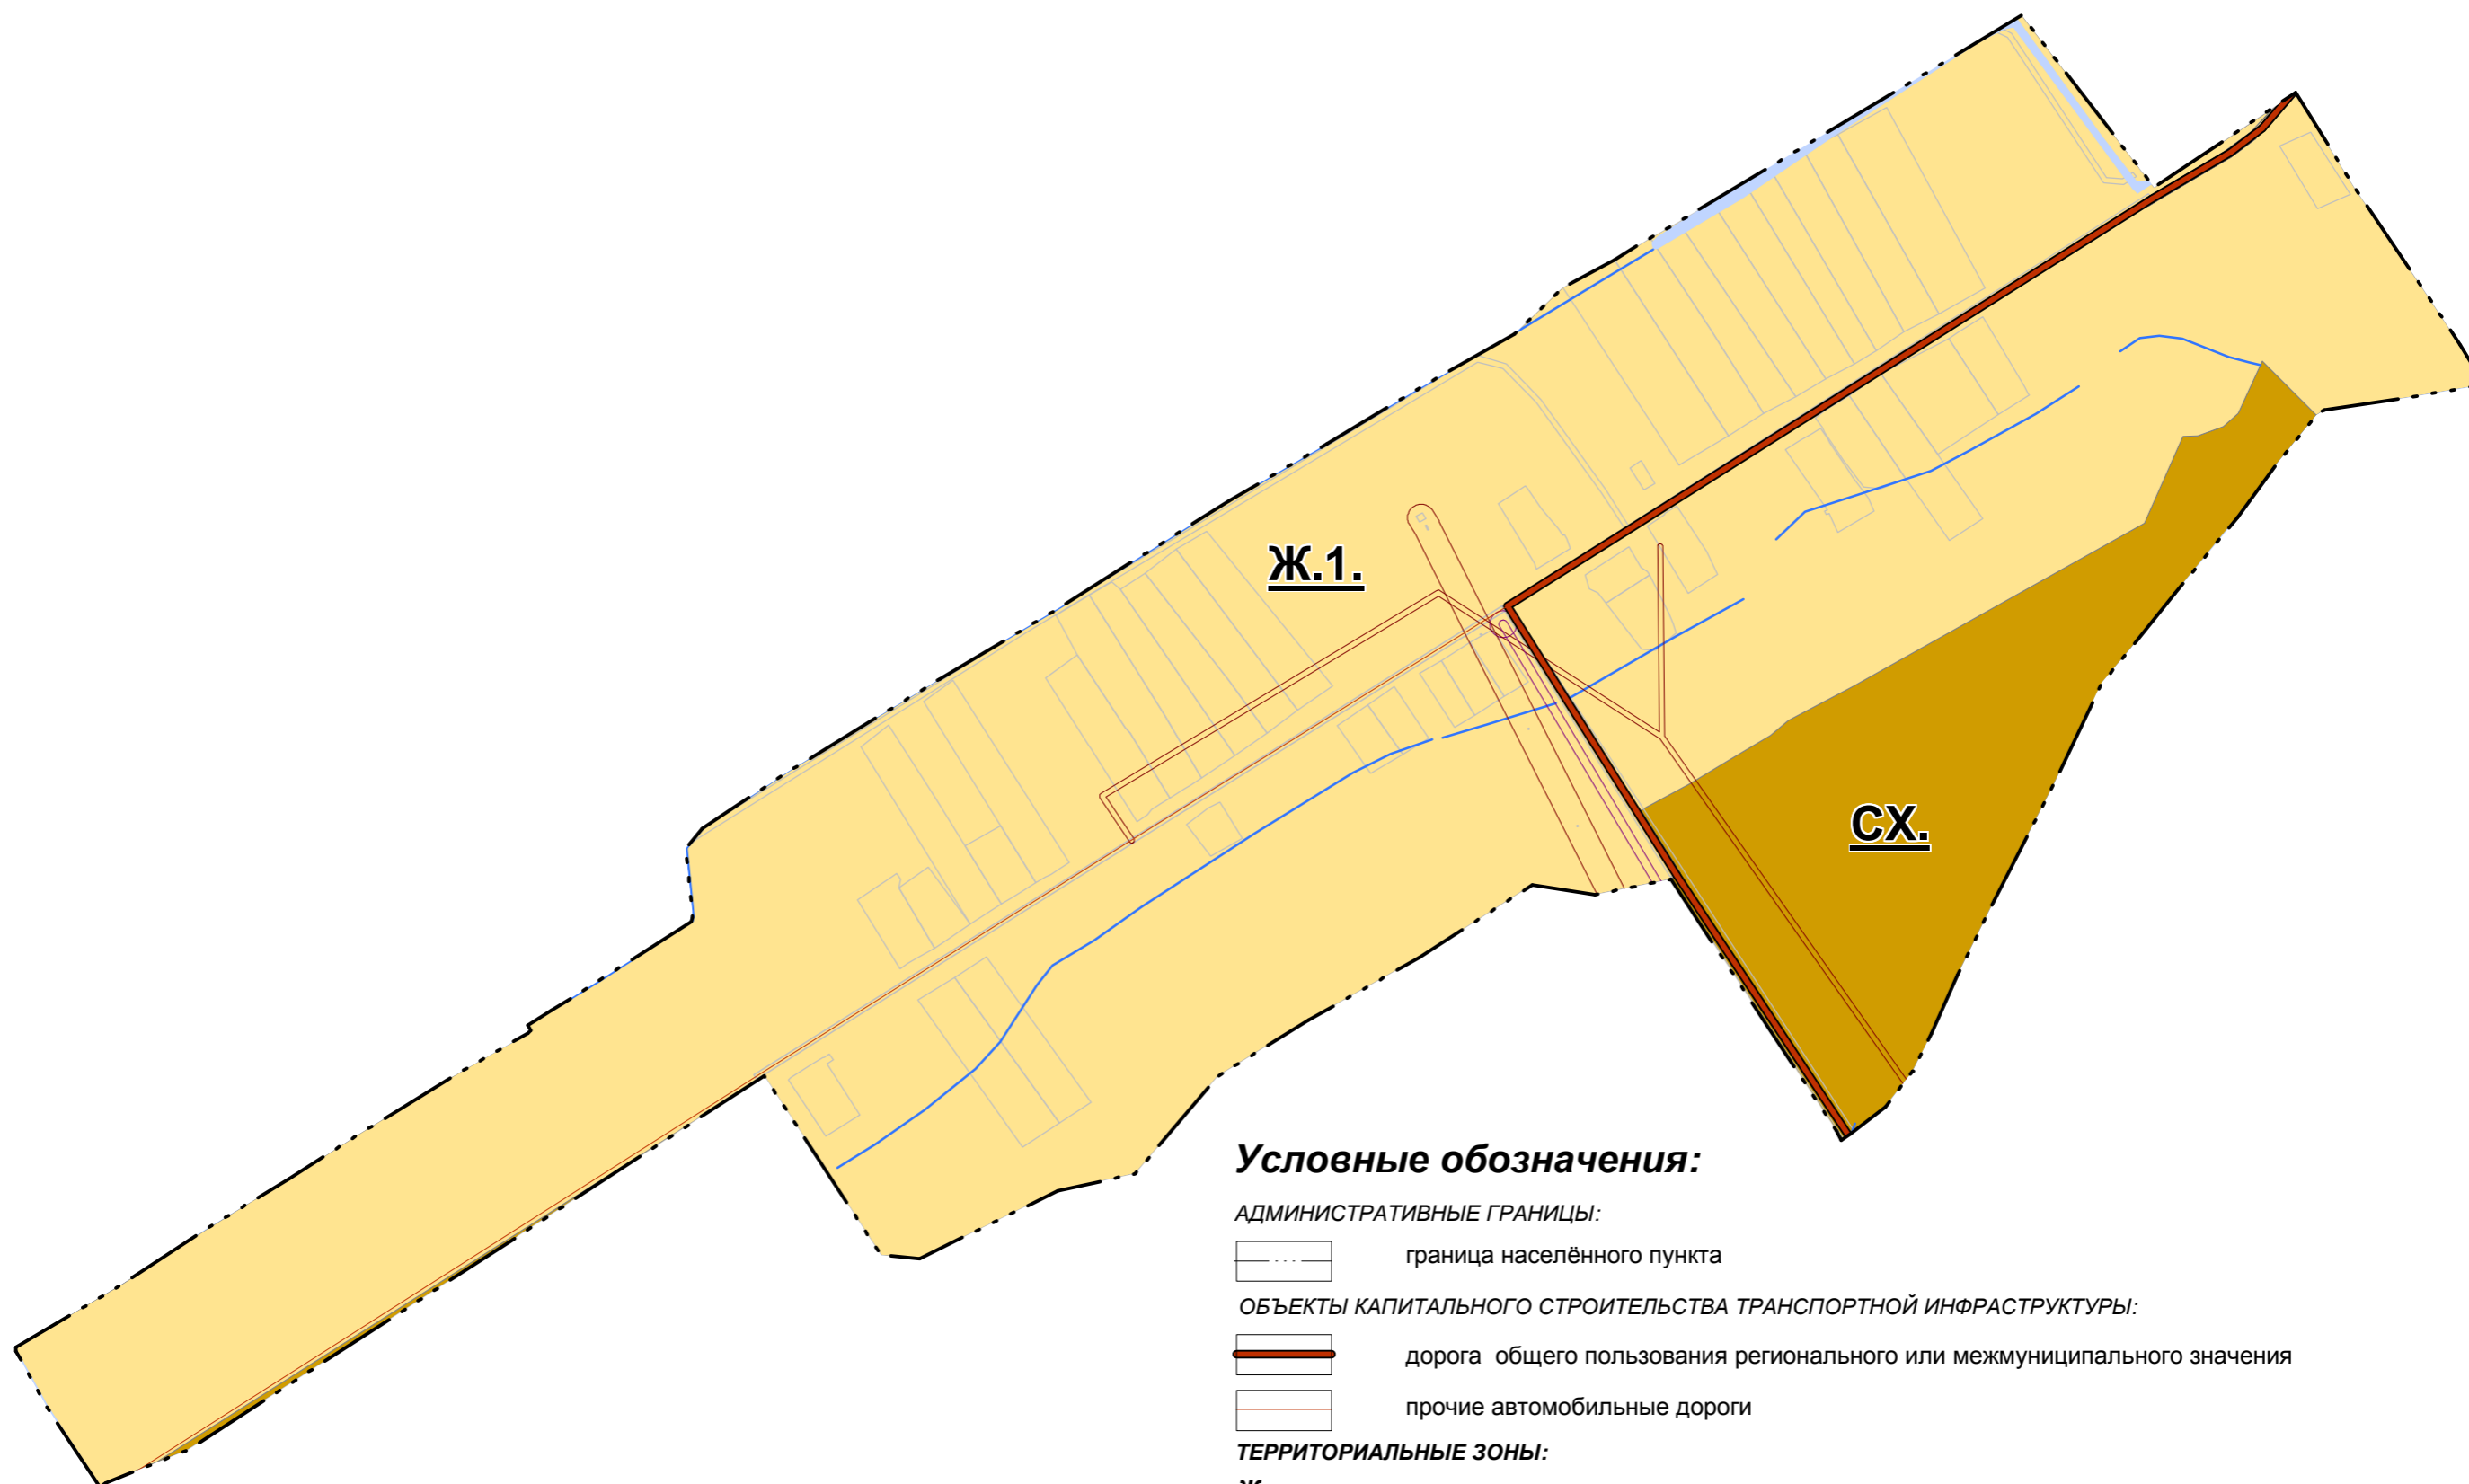 Ж.1.
СХ.
Условные обозначения:
АДМИНИСТРАТИВНЫЕ ГРАНИЦЫ:
граница населённого пункта
ОБЪЕКТЫ КАПИТАЛЬНОГО СТРОИТЕЛЬСТВА ТРАНСПОРТНОЙ ИНФРАСТРУКТУРЫ:
дорога общего пользования регионального или межмуниципального значения
прочие автомобильные дороги
ТЕРРИТОРИАЛЬНЫЕ ЗОНЫ: